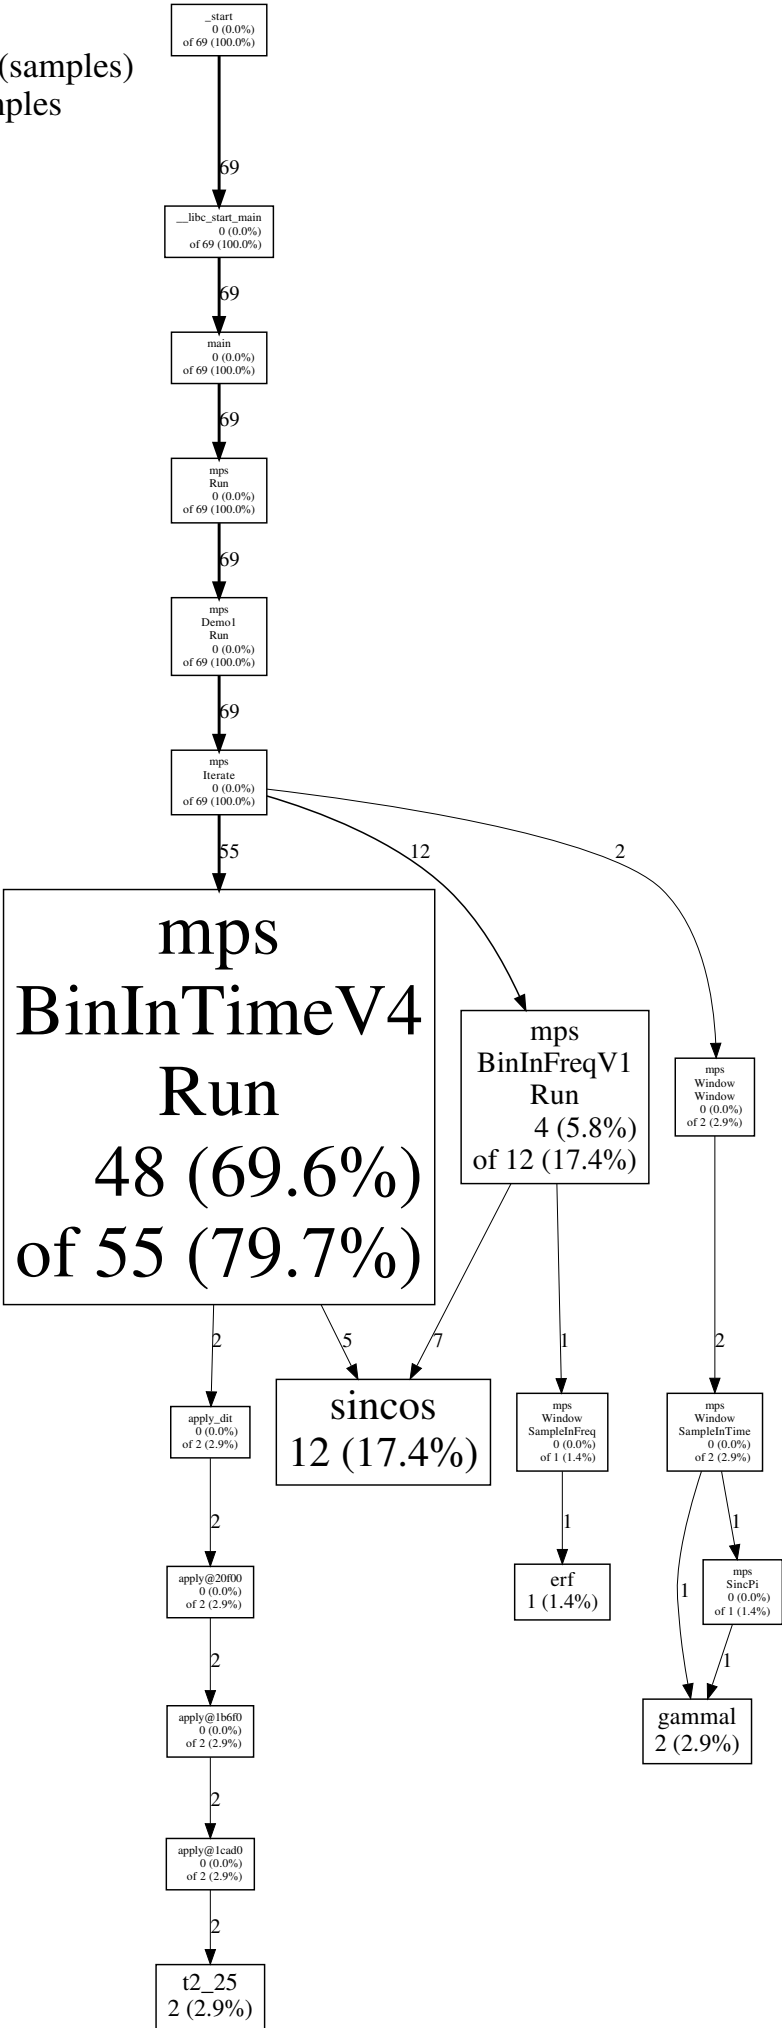 _start
0 (0.0%)
of 69 (100.0%)
(samples)
69
__libc_start_main
0 (0.0%)
of 69 (100.0%)
69
main
0 (0.0%)
of 69 (100.0%)
69
mps
Run
0 (0.0%)
of 69 (100.0%)
69
mps
Demo1
Run
0 (0.0%)
of 69 (100.0%)
69
mps
Iterate
0 (0.0%)
of 69 (100.0%)
55
12
2
mps
BinInTimeV4
Run
48 (69.6%)
of 55 (79.7%)
mps
BinInFreqV1
Run
4 (5.8%)
of 12 (17.4%)
mps
Window
Window
0 (0.0%)
of 2 (2.9%)
2
5
7
1
2
apply_dit
0 (0.0%)
of 2 (2.9%)
sincos
12 (17.4%)
mps
Window
SampleInFreq
0 (0.0%)
of 1 (1.4%)
mps
Window
SampleInTime
0 (0.0%)
of 2 (2.9%)
2
1
1
apply@20f00
0 (0.0%)
of 2 (2.9%)
erf
1 (1.4%)
mps
SincPi
0 (0.0%)
of 1 (1.4%)
1
2
1
apply@1b6f0
0 (0.0%)
of 2 (2.9%)
gammal
2 (2.9%)
2
apply@1cad0
0 (0.0%)
of 2 (2.9%)
2
t2_25
2 (2.9%)